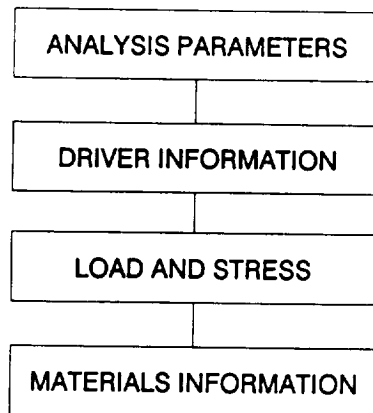 ANALYSIS PARAMETERS
DRIVER INFORMATION
LOAD AND STRESS
MATERIALS INFORMATION